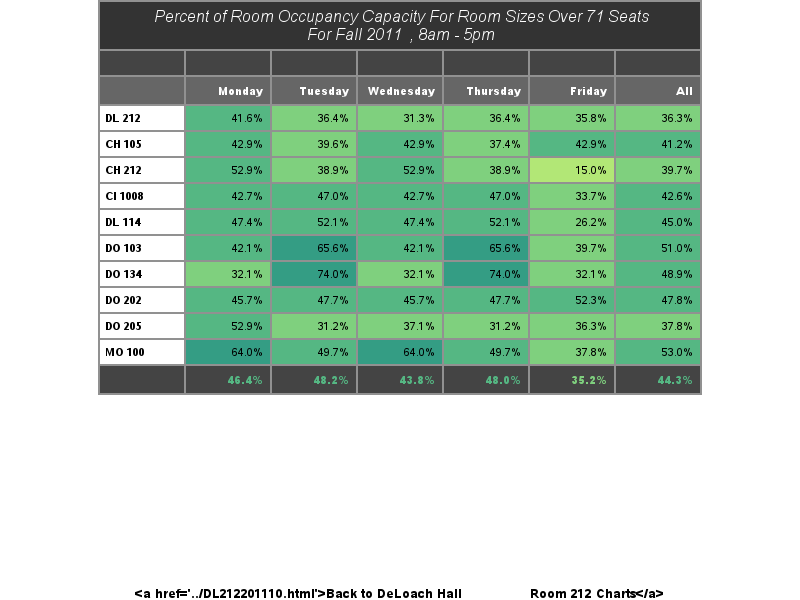 Percent of Room Occupancy Capacity For Room Sizes Over 71 Seats
For Fall 2011 , 8am - 5pm
Monday Tuesday Wednesday Thursday Friday All
DL 212 41.6% 36.4% 31.3% 36.4% 35.8% 36.3%
CH 105 42.9% 39.6% 42.9% 37.4% 42.9% 41.2%
CH 212 52.9% 38.9% 52.9% 38.9% 15.0% 39.7%
CI 1008 42.7% 47.0% 42.7% 47.0% 33.7% 42.6%
DL 114 47.4% 52.1% 47.4% 52.1% 26.2% 45.0%
DO 103 42.1% 65.6% 42.1% 65.6% 39.7% 51.0%
DO 134 32.1% 74.0% 32.1% 74.0% 32.1% 48.9%
DO 202 45.7% 47.7% 45.7% 47.7% 52.3% 47.8%
DO 205 52.9% 31.2% 37.1% 31.2% 36.3% 37.8%
MO 100 64.0% 49.7% 64.0% 49.7% 37.8% 53.0%
46.4% 48.2% 43.8% 48.0% 35.2% 44.3%
<a href='../DL212201110.html'>Back to DeLoach Hall Room 212 Charts</a>